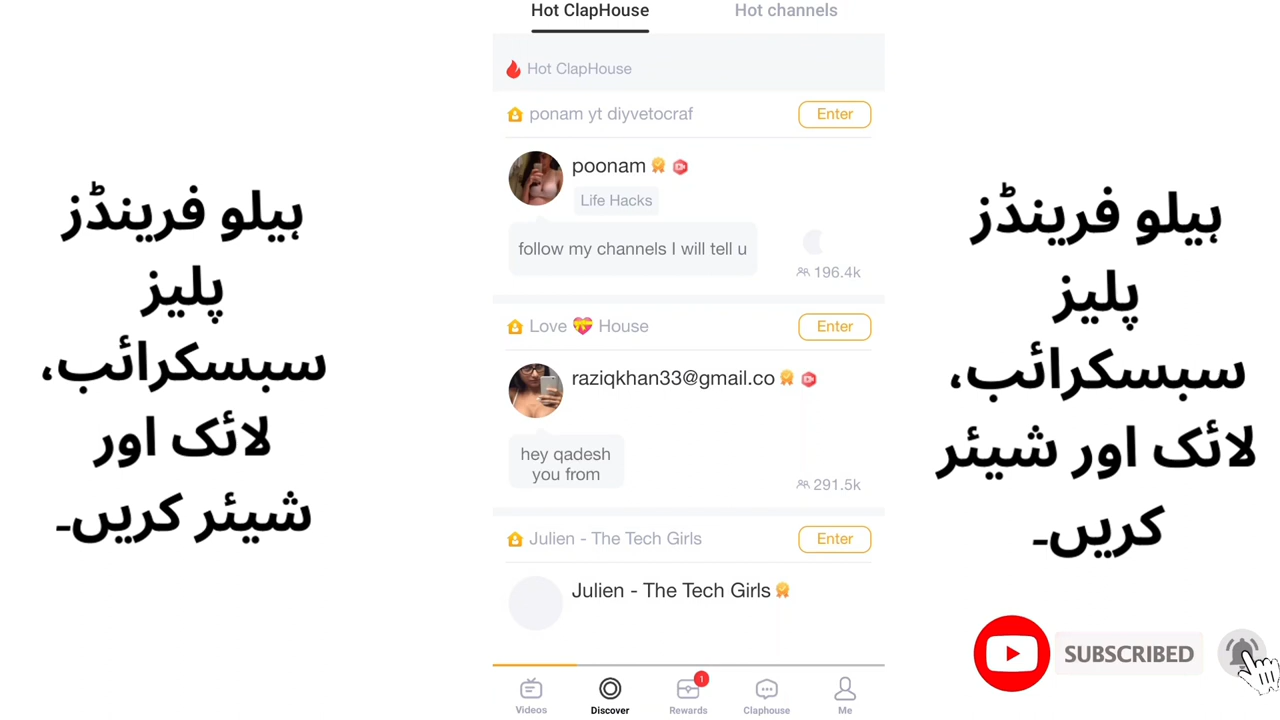 ہیلو فرینڈز
پلیز
سبسکرائب،
لائک اور
شیئر کریں۔
Hot ClapHouse
Hot channels
Hot ClapHouse
ponam yt diyvetocraf
Enter
poonam
Life Hacks
follow my channels I will tell u
196.4k
Love 💝 House
Enter
raziqkhan33@gmail.co
hey qadesh
you from
291.5k
Julien - The Tech Girls
Enter
Julien - The Tech Girls
Videos
Discover
1
Rewards
Claphouse
Me
ہیلو فرینڈز
پلیز
سبسکرائب،
لائک اور شیئر
کریں۔
SUBSCRIBED